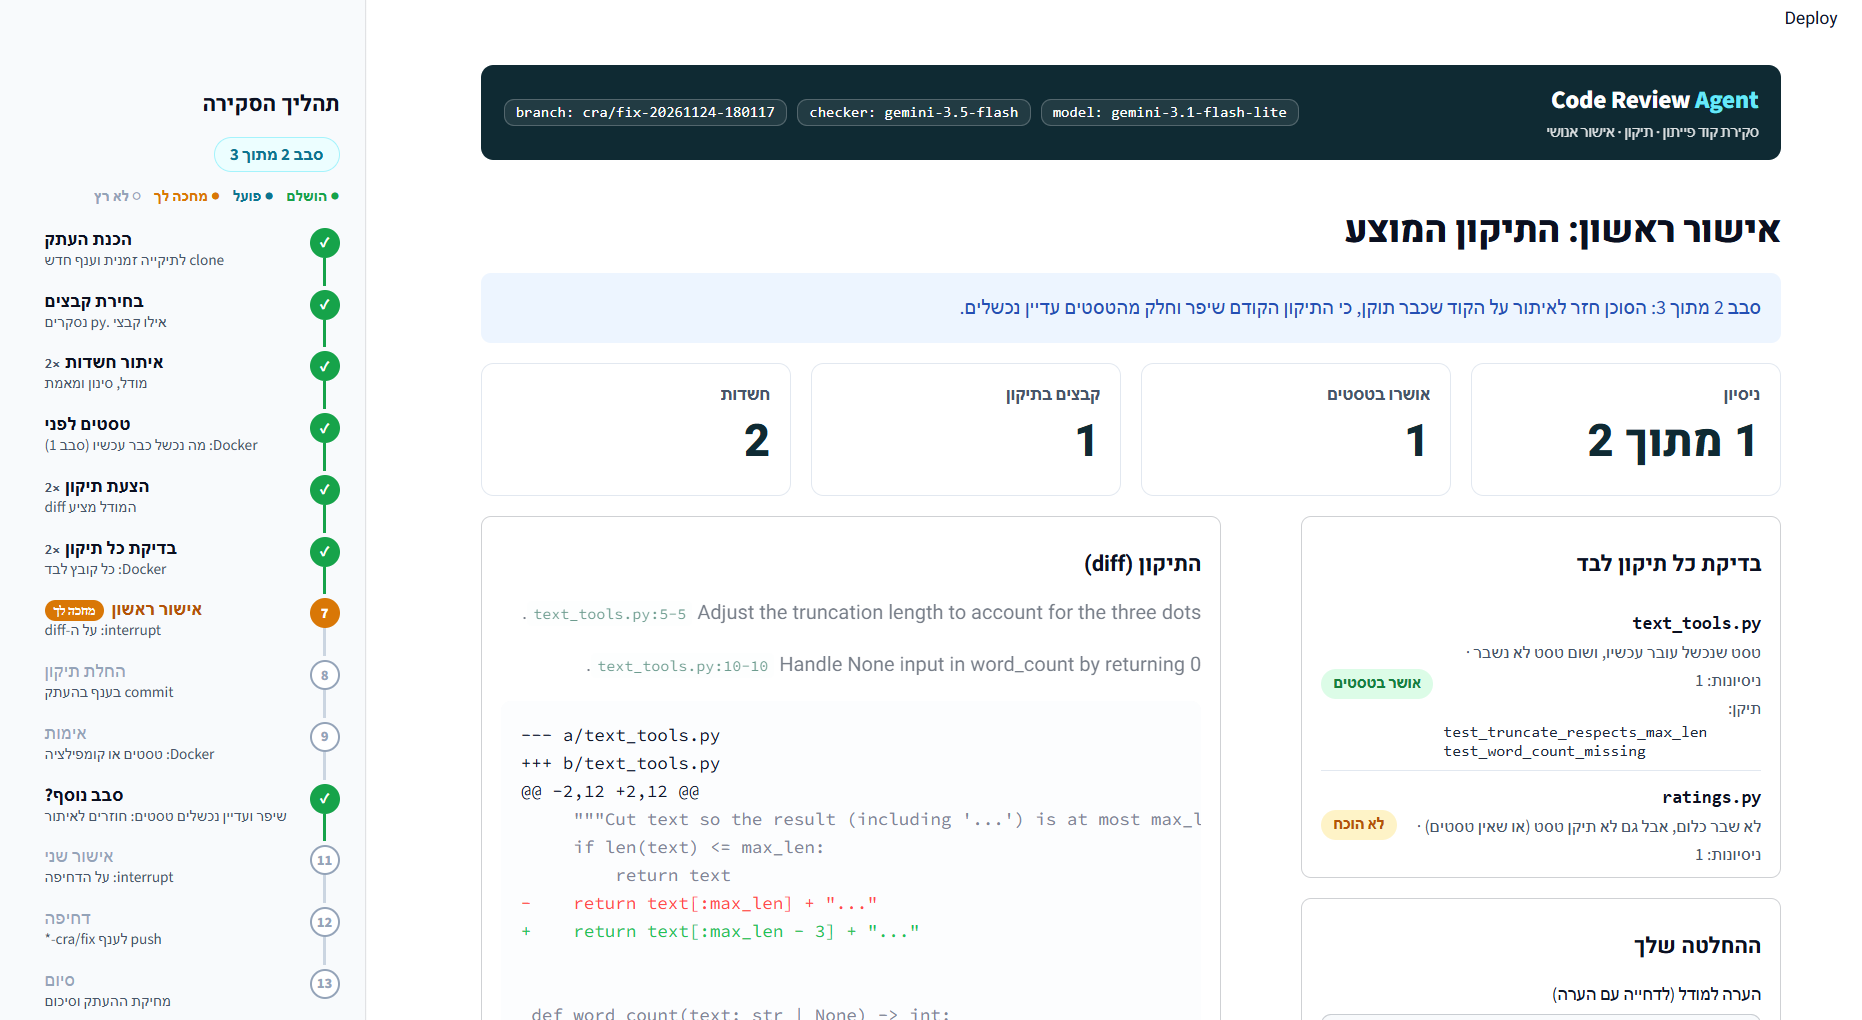 Deploy
Code Review Agent
סקירת קוד פייתון · תיקון · אישור אנושי
model: gemini-3.1-flash-lite
checker: gemini-3.5-flash
branch: cra/fix-20261124-180117
תהליך הסקירה
סבב 2 מתוך 3
● הושלם ● פועל ● מחכה לך ○ לא רץ
✓ הכנת העתק
clone לתיקייה זמנית וענף חדש
✓ בחירת קבצים
אילו קבצי .py נסקרים
✓ איתור חשדות ×2
מודל, סינון ומאמת
✓ טסטים לפני
Docker: מה נכשל כבר עכשיו (סבב 1)
✓ הצעת תיקון ×2
המודל מציע diff
✓ בדיקת כל תיקון ×2
Docker: כל קובץ לבד
7 אישור ראשון מחכה לך
interrupt: על ה-diff
8 החלת תיקון
commit בענף בהעתק
9 אימות
Docker: טסטים או קומפילציה
✓ סבב נוסף?
שיפר ועדיין נכשלים טסטים: חוזרים לאיתור
11 אישור שני
interrupt: על הדחיפה
12 דחיפה
push לענף cra/fix-*
13 סיום
מחיקת ההעתק וסיכום
אישור ראשון: התיקון המוצע
סבב 2 מתוך 3: הסוכן חזר לאיתור על הקוד שכבר תוקן, כי התיקון הקודם שיפר וחלק מהטסטים עדיין נכשלים.
ניסיון
1 מתוך 2
אושרו בטסטים
1
קבצים בתיקון
1
חשדות
2
בדיקת כל תיקון לבד
text_tools.py
טסט שנכשל עובר עכשיו, ושום טסט לא נשבר ·
ניסיונות: 1
תיקן:
test_truncate_respects_max_len
test_word_count_missing
אושר בטסטים
ratings.py
לא שבר כלום, אבל גם לא תיקן טסט (או שאין טסטים) ·
ניסיונות: 1
לא הוכח
ההחלטה שלך
הערה למודל (לדחייה עם הערה)
התיקון (diff)
. text_tools.py:5-5 Adjust the truncation length to account for the three dots
. text_tools.py:10-10 Handle None input in word_count by returning 0
--- a/text_tools.py
+++ b/text_tools.py
@@ -2,12 +2,12 @@
"""Cut text so the result (including '...') is at most max_l
if len(text) <= max_len:
return text
- return text[:max_len] + "..."
+ return text[:max_len - 3] + "..."
def word_count(text: str | None) -> int: